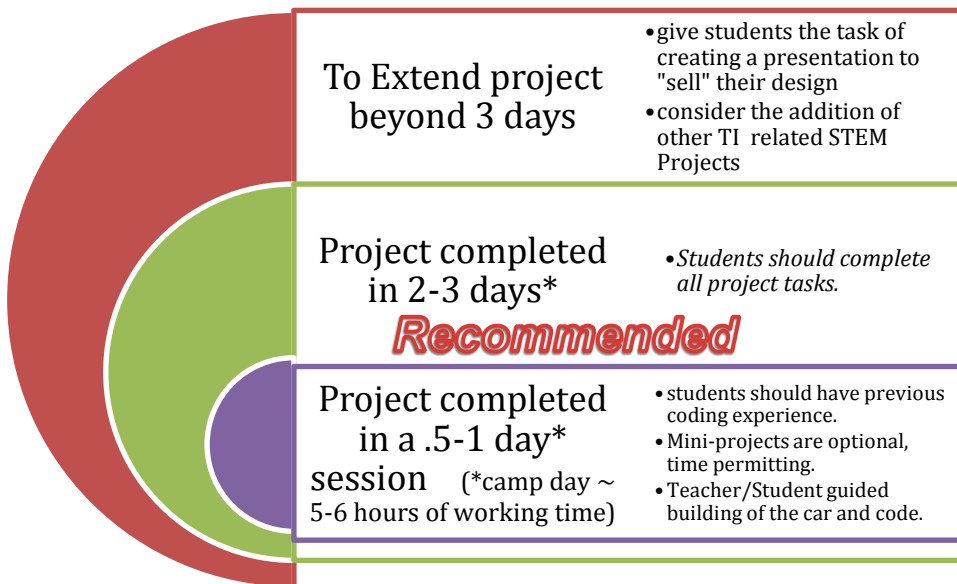 To Extend project
beyond 3 days
•give students the task of
creating a presentation to
"sell" their design
•consider the addition of
other TI related STEM
Projects
Project completed
in 2-3 days*
Recommended
•Students should complete
all project tasks.
Project completed
in a .5-1 day*
session (*camp day ~
5-6 hours of working time)
•students should have previous
coding experience.
•Mini-projects are optional,
time permitting.
•Teacher/Student guided
building of the car and code.